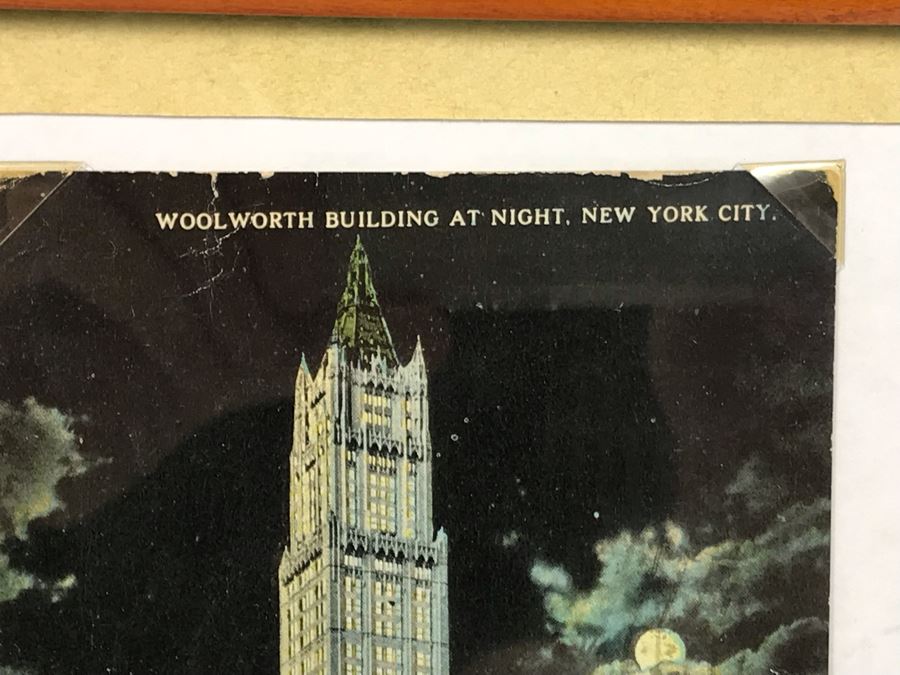 WOOLWORTH BUILDING AT NIGHT, NEW YORK CITY.